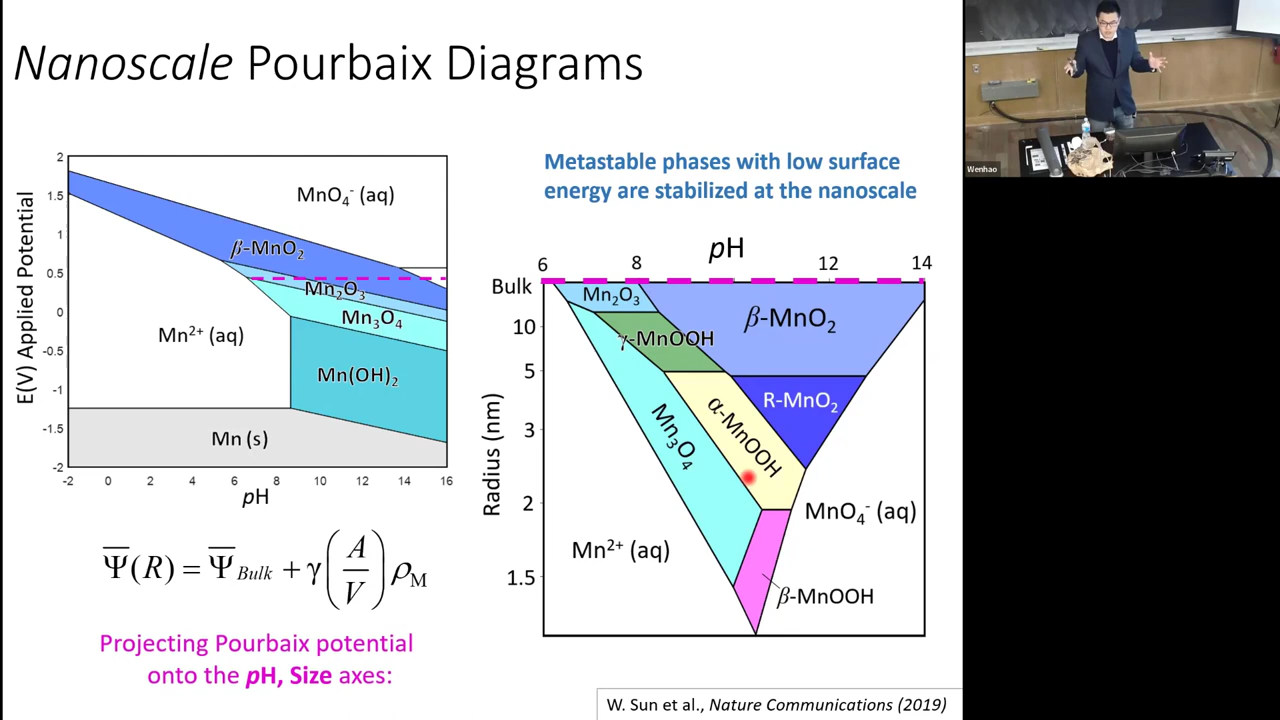 Nanoscale Pourbaix Diagrams
Wenhao
E(V) Applied Potential
2
1.5
1
0.5
0
-0.5
-1
-1.5
-2
MnO₄⁻ (aq)
β-MnO₂
Mn₂O₃
Mn₃O₄
Mn²⁺ (aq)
Mn(OH)₂
Mn (s)
-2 0 2 4 6 8 10 12 14 16
pH
Ψ̅(R) = Ψ̅Bulk + γ(A/V)ρM
Projecting Pourbaix potential
onto the pH, Size axes:
Metastable phases with low surface
energy are stabilized at the nanoscale
pH
6 8 12 14
Radius (nm)
Bulk
10
5
3
2
1.5
Mn₂O₃
β-MnO₂
γ-MnOOH
R-MnO₂
α-MnOOH
Mn₃O₄
MnO₄⁻ (aq)
Mn²⁺ (aq)
β-MnOOH
W. Sun et al., Nature Communications (2019)